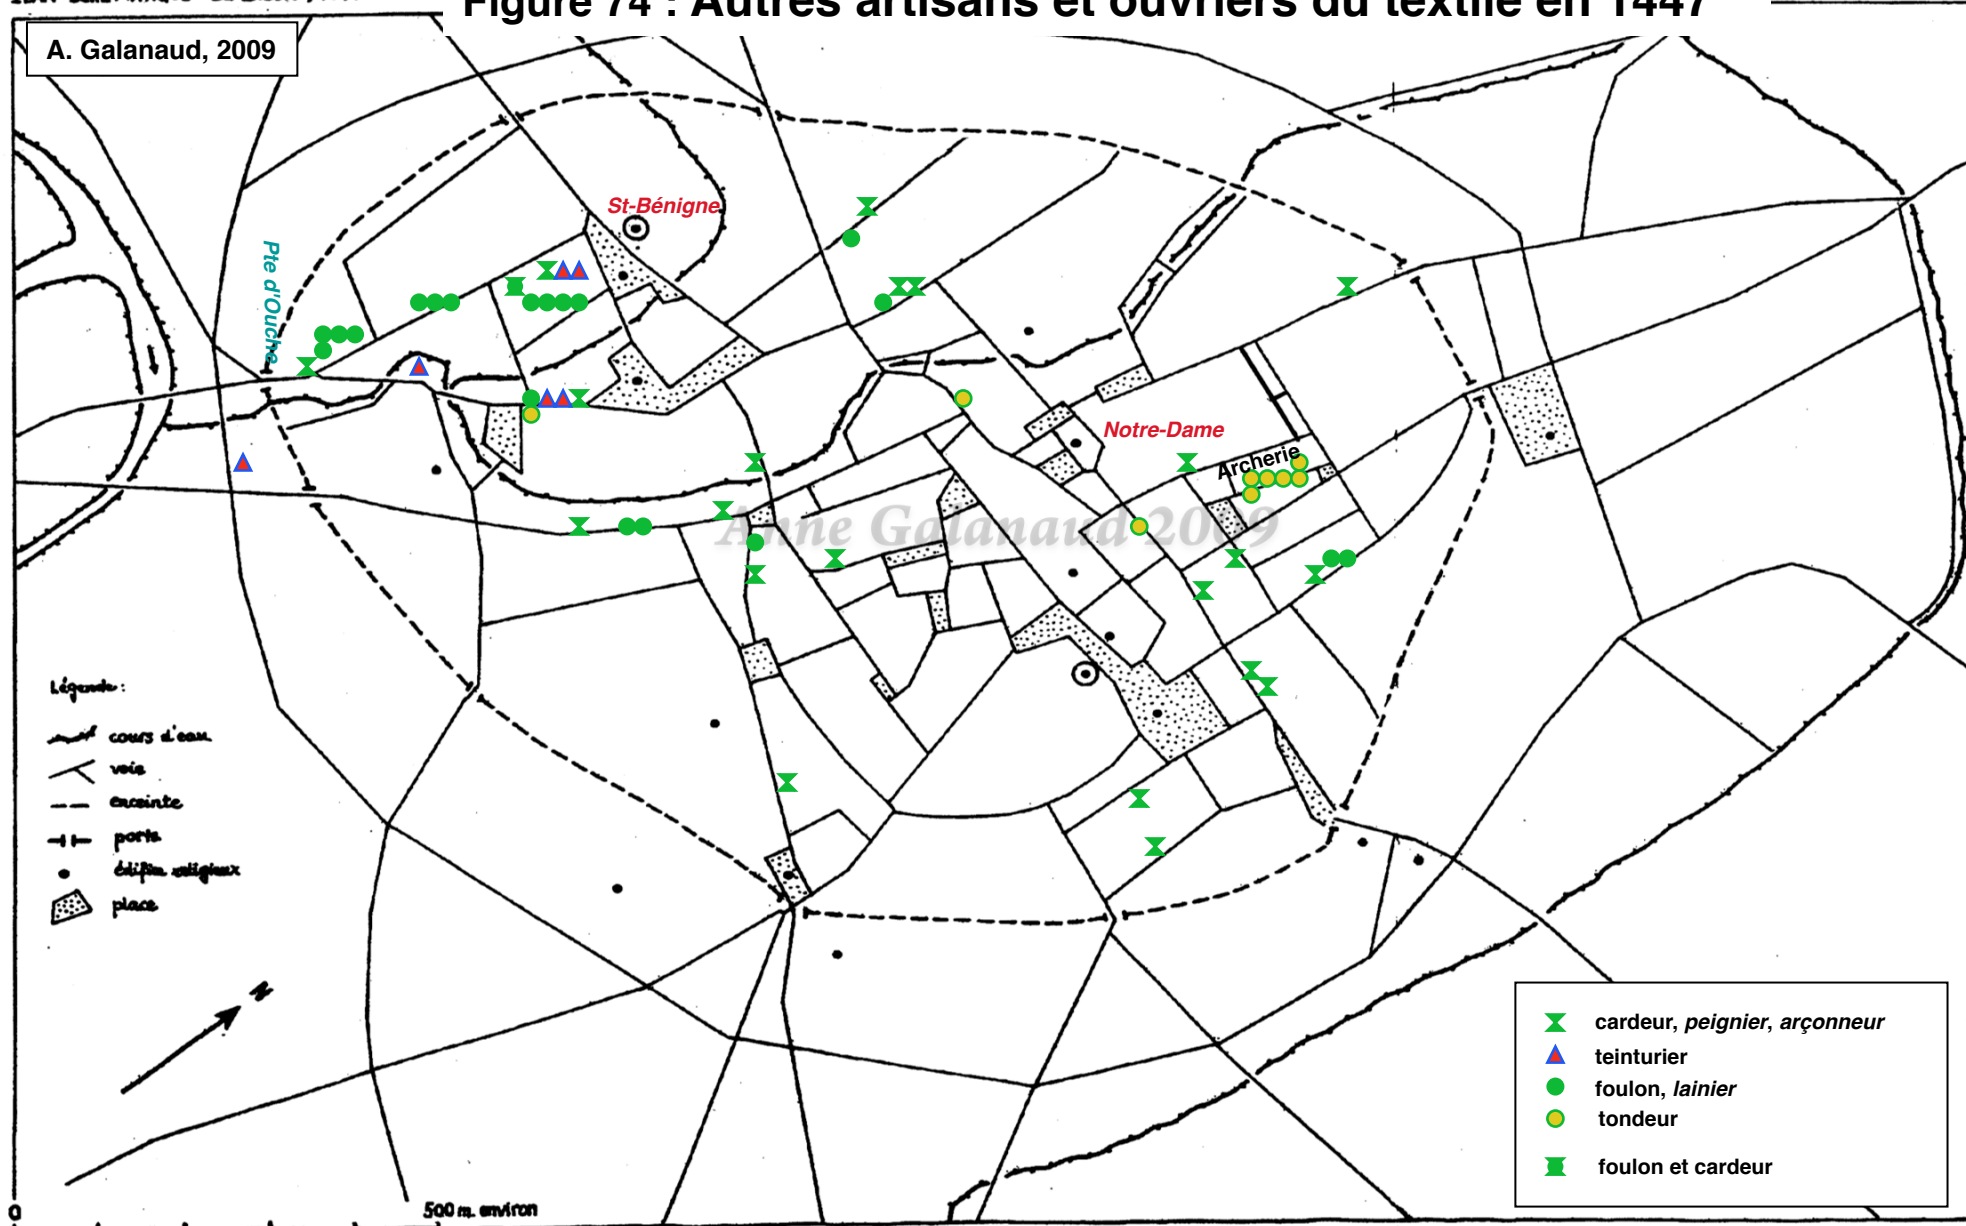 Figure 74 : Autres artisans et ouvriers du textile en 1447
A. Galanaud, 2009
St-Bénigne
Pte d'Ouche
Notre-Dame
Archerie
Anne Galanaud 2009
Légende :
cours d'eau
voie
enceinte
porte
édifice religieux
place
N
0
500 m. environ
cardeur, peignier, arçonneur
teinturier
foulon, lainier
tondeur
foulon et cardeur